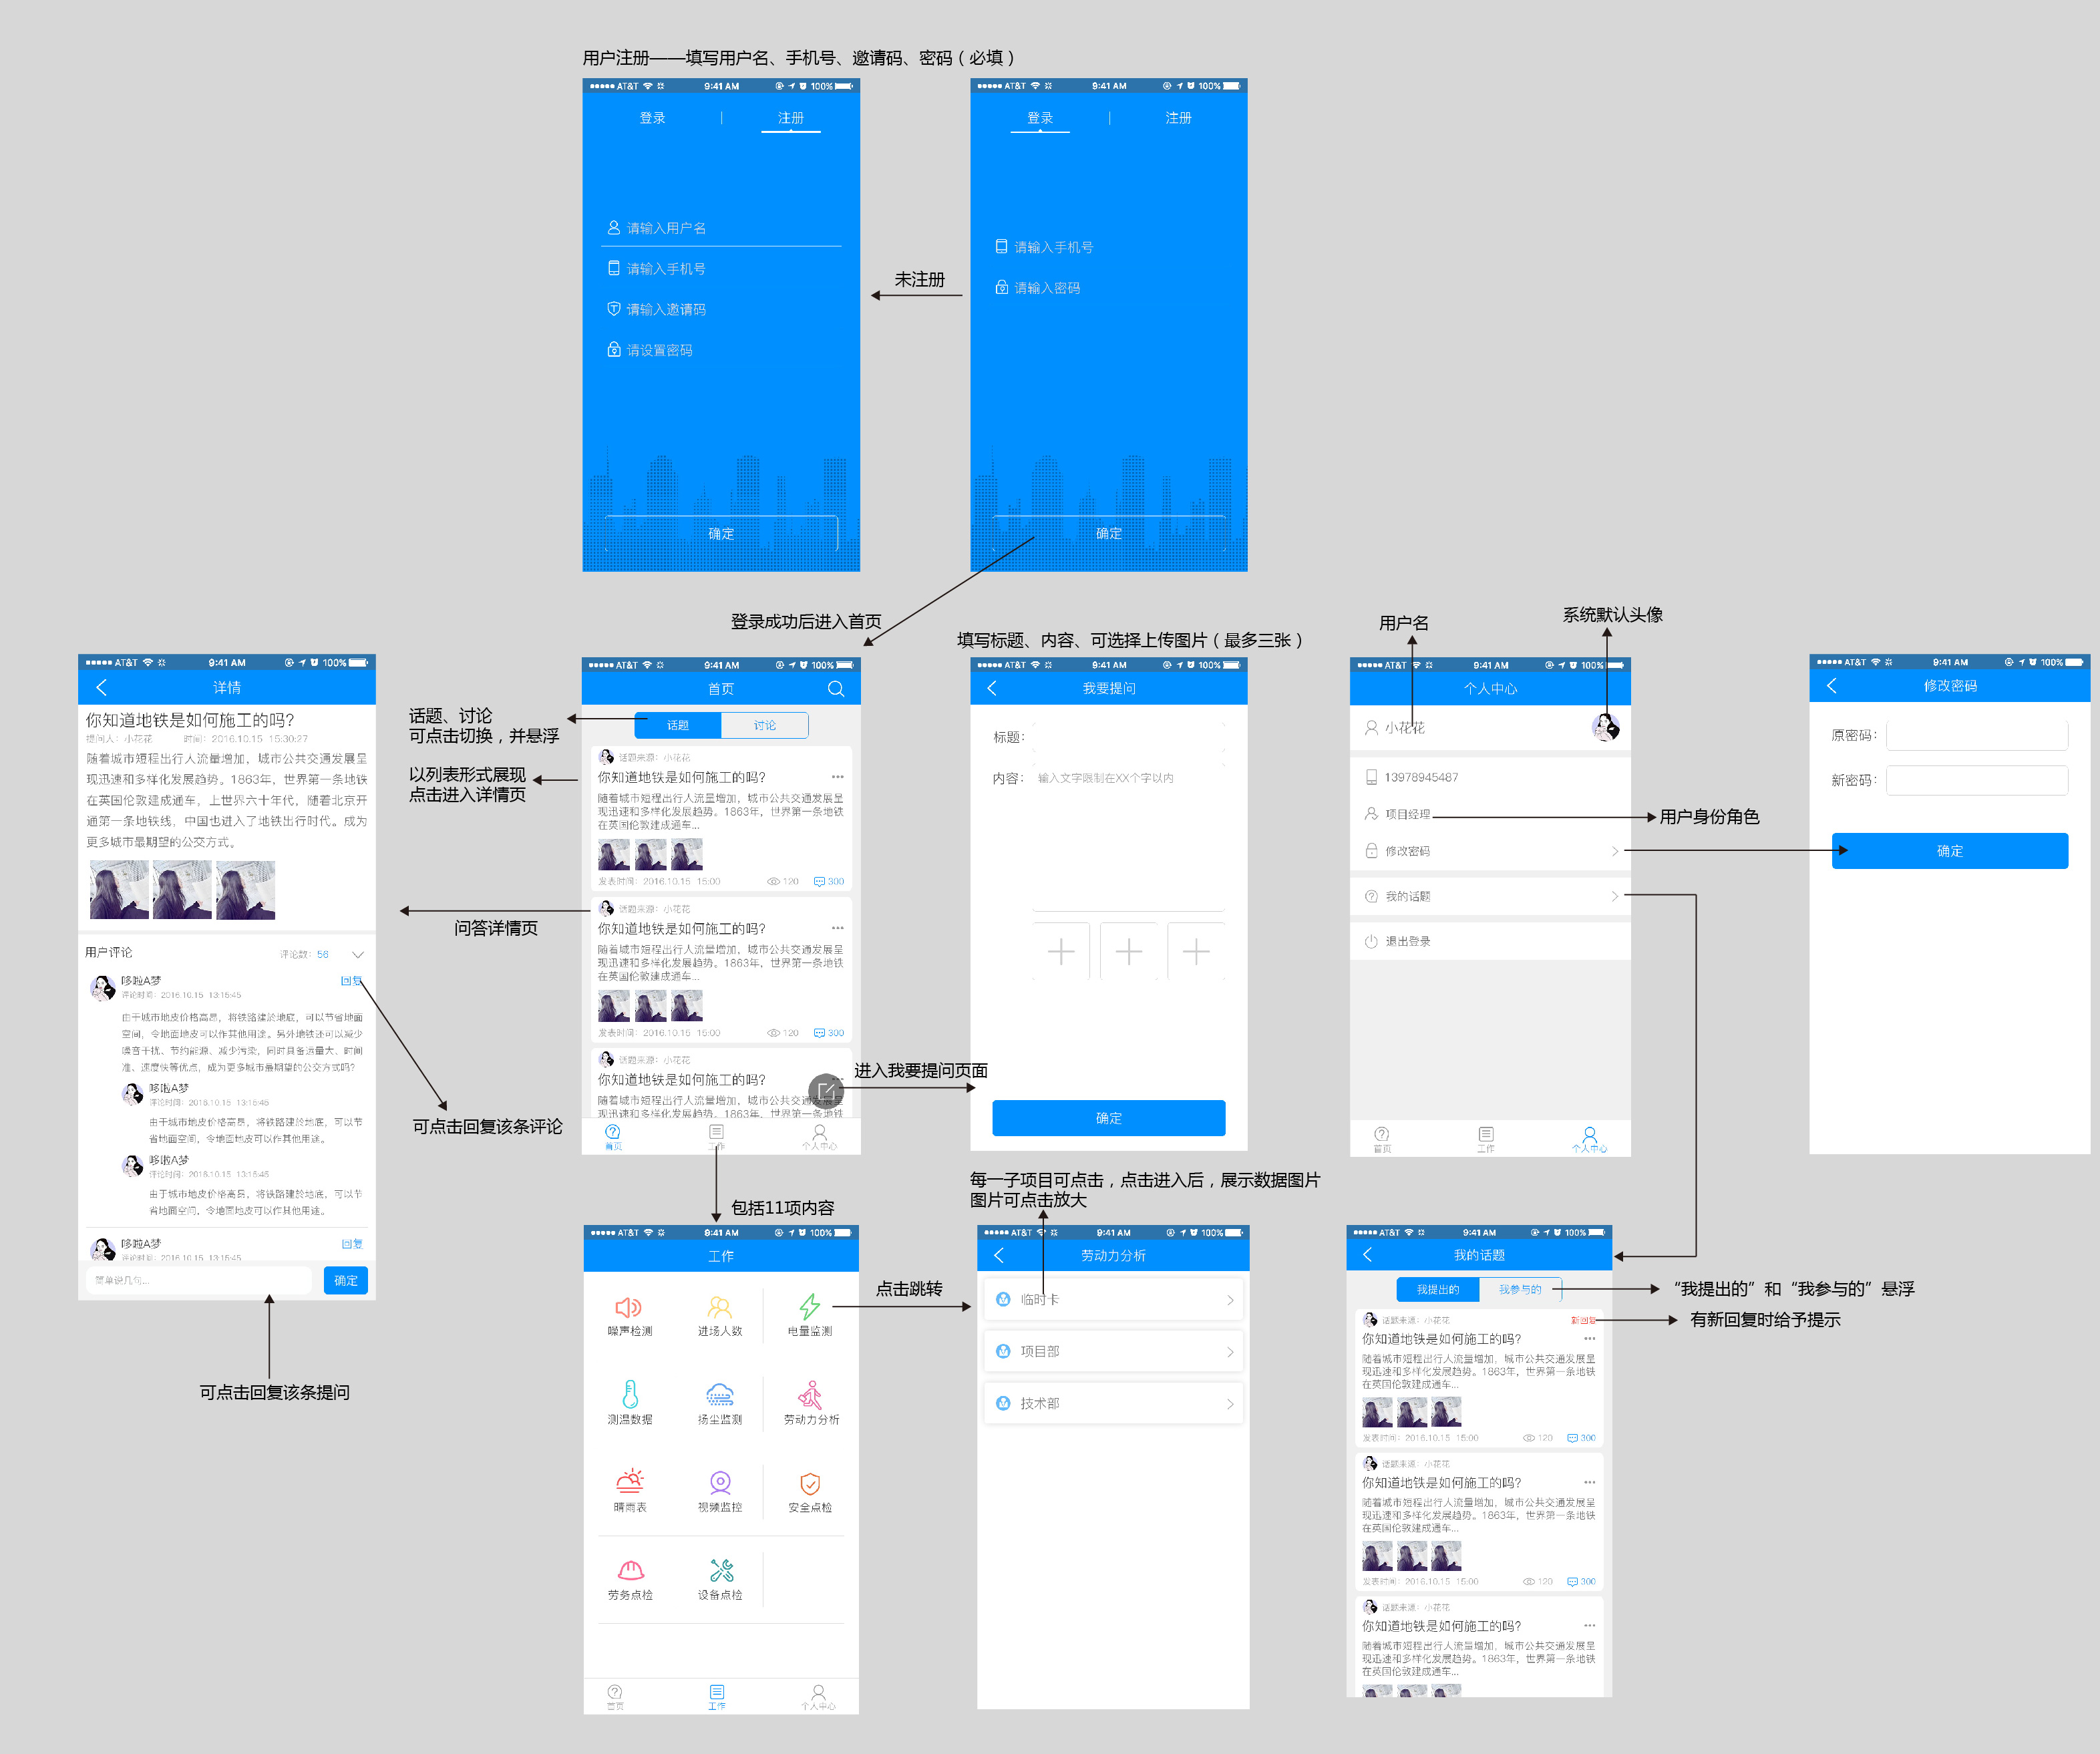 用户注册——填写用户名、手机号、邀请码、密码（必填）
●●●●● AT&T 9:41 AM 100%
登录 | 注册
请输入用户名
请输入手机号
请输入邀请码
请设置密码
确定
未注册
●●●●● AT&T 9:41 AM 100%
登录 | 注册
请输入手机号
请输入密码
确定
登录成功后进入首页
●●●●● AT&T 9:41 AM 100%
详情
你知道地铁是如何施工的吗?
提问人：小花花 时间：2016.10.15 15:30:27
随着城市短程出行人流量增加，城市公共交通发展呈
现迅速和多样化发展趋势。1863年，世界第一条地铁
在英国伦敦建成通车，上世界六十年代，随着北京开
通第一条地铁线，中国也进入了地铁出行时代。成为
更多城市最期望的公交方式。
用户评论 评论数：56
哆啦A梦 回复
评论时间：2016.10.15 13:15:45
由于城市地皮价格高昂，将铁路建於地底，可以节省地面
空间，令地面地皮可以作其他用途。另外地铁还可以减少
噪音干扰、节约能源、减少污染，同时具备运量大、时间
准、速度快等优点，成为更多城市最期望的公交方式吗?
哆啦A梦
评论时间：2016.10.15 13:15:45
由于城市地皮价格高昂，将铁路建於地底，可以节
省地面空间，令地面地皮可以作其他用途。
哆啦A梦
评论时间：2016.10.15 13:15:45
由于城市地皮价格高昂，将铁路建於地底，可以节
省地面空间，令地面地皮可以作其他用途。
哆啦A梦 回复
评论时间：2016.10.15 13:15:45
简单说几句... 确定
可点击回复该条提问
可点击回复该条评论
话题、讨论
可点击切换，并悬浮
以列表形式展现
点击进入详情页
问答详情页
●●●●● AT&T 9:41 AM 100%
首页
话题 讨论
话题来源：小花花
你知道地铁是如何施工的吗?
随着城市短程出行人流量增加，城市公共交通发展呈
现迅速和多样化发展趋势。1863年，世界第一条地铁
在英国伦敦建成通车...
发表时间：2016.10.15 15:00 120 300
话题来源：小花花
你知道地铁是如何施工的吗?
随着城市短程出行人流量增加，城市公共交通发展呈
现迅速和多样化发展趋势。1863年，世界第一条地铁
在英国伦敦建成通车...
发表时间：2016.10.15 15:00 120 300
话题来源：小花花
你知道地铁是如何施工的吗?
随着城市短程出行人流量增加，城市公共交通发展呈
现迅速和多样化发展趋势。1863年，世界第一条地铁
首页 工作 个人中心
进入我要提问页面
包括11项内容
填写标题、内容、可选择上传图片（最多三张）
●●●●● AT&T 9:41 AM 100%
我要提问
标题：
内容： 输入文字限制在XX个字以内
确定
用户名
系统默认头像
●●●●● AT&T 9:41 AM 100%
个人中心
小花花
13978945487
项目经理
修改密码
我的话题
退出登录
首页 工作 个人中心
用户身份角色
●●●●● AT&T 9:41 AM 100%
修改密码
原密码：
新密码：
确定
●●●●● AT&T 9:41 AM 100%
工作
噪声检测 进场人数 电量监测
测温数据 扬尘监测 劳动力分析
晴雨表 视频监控 安全点检
劳务点检 设备点检
首页 工作 个人中心
点击跳转
每一子项目可点击，点击进入后，展示数据图片
图片可点击放大
●●●●● AT&T 9:41 AM 100%
劳动力分析
临时卡
项目部
技术部
●●●●● AT&T 9:41 AM 100%
我的话题
我提出的 我参与的
话题来源：小花花 新回复
你知道地铁是如何施工的吗?
随着城市短程出行人流量增加，城市公共交通发展呈
现迅速和多样化发展趋势。1863年，世界第一条地铁
在英国伦敦建成通车...
发表时间：2016.10.15 15:00 120 300
话题来源：小花花
你知道地铁是如何施工的吗?
随着城市短程出行人流量增加，城市公共交通发展呈
现迅速和多样化发展趋势。1863年，世界第一条地铁
在英国伦敦建成通车...
发表时间：2016.10.15 15:00 120 300
话题来源：小花花
你知道地铁是如何施工的吗?
随着城市短程出行人流量增加，城市公共交通发展呈
现迅速和多样化发展趋势。1863年，世界第一条地铁
在英国伦敦建成通车...
“我提出的”和“我参与的”悬浮
有新回复时给予提示